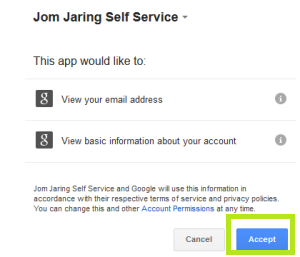 Jom Jaring Self Service
This app would like to:
8 View your email address i
8 View basic information about your account i
Jom Jaring Self Service and Google will use this information in
accordance with their respective terms of service and privacy policies.
You can change this and other Account Permissions at any time.
Cancel Accept